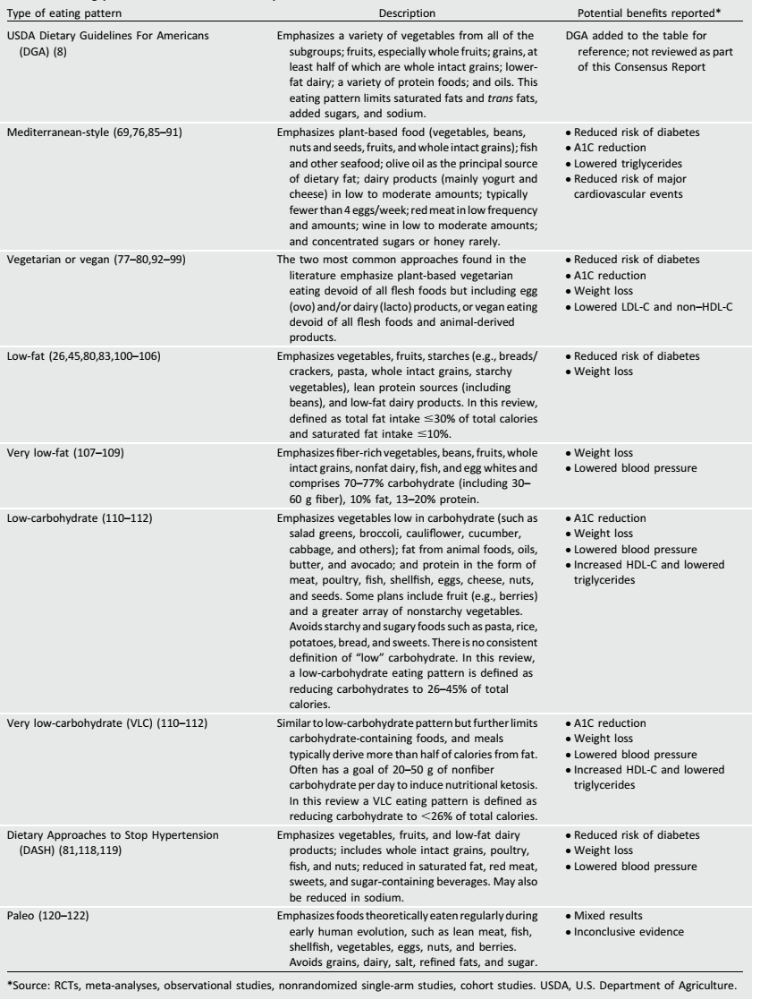 Type of eating pattern Description Potential benefits reported*
USDA Dietary Guidelines For Americans
(DGA) (8)
Emphasizes a variety of vegetables from all of the
subgroups; fruits, especially whole fruits; grains, at
least half of which are whole intact grains; lower-
fat dairy; a variety of protein foods; and oils. This
eating pattern limits saturated fats and trans fats,
added sugars, and sodium.
DGA added to the table for
reference; not reviewed as part
of this Consensus Report
Mediterranean-style (69,76,85–91)
Emphasizes plant-based food (vegetables, beans,
nuts and seeds, fruits, and whole intact grains); fish
and other seafood; olive oil as the principal source
of dietary fat; dairy products (mainly yogurt and
cheese) in low to moderate amounts; typically
fewer than 4 eggs/week; red meat in low frequency
and amounts; wine in low to moderate amounts;
and concentrated sugars or honey rarely.
● Reduced risk of diabetes
● A1C reduction
● Lowered triglycerides
● Reduced risk of major
cardiovascular events
Vegetarian or vegan (77–80,92–99)
The two most common approaches found in the
literature emphasize plant-based vegetarian
eating devoid of all flesh foods but including egg
(ovo) and/or dairy (lacto) products, or vegan eating
devoid of all flesh foods and animal-derived
products.
● Reduced risk of diabetes
● A1C reduction
● Weight loss
● Lowered LDL-C and non–HDL-C
Low-fat (26,45,80,83,100–106)
Emphasizes vegetables, fruits, starches (e.g., breads/
crackers, pasta, whole intact grains, starchy
vegetables), lean protein sources (including
beans), and low-fat dairy products. In this review,
defined as total fat intake ≤30% of total calories
and saturated fat intake ≤10%.
● Reduced risk of diabetes
● Weight loss
Very low-fat (107–109)
Emphasizes fiber-rich vegetables, beans, fruits, whole
intact grains, nonfat dairy, fish, and egg whites and
comprises 70–77% carbohydrate (including 30–
60 g fiber), 10% fat, 13–20% protein.
● Weight loss
● Lowered blood pressure
Low-carbohydrate (110–112)
Emphasizes vegetables low in carbohydrate (such as
salad greens, broccoli, cauliflower, cucumber,
cabbage, and others); fat from animal foods, oils,
butter, and avocado; and protein in the form of
meat, poultry, fish, shellfish, eggs, cheese, nuts,
and seeds. Some plans include fruit (e.g., berries)
and a greater array of nonstarchy vegetables.
Avoids starchy and sugary foods such as pasta, rice,
potatoes, bread, and sweets. There is no consistent
definition of “low” carbohydrate. In this review,
a low-carbohydrate eating pattern is defined as
reducing carbohydrates to 26–45% of total
calories.
● A1C reduction
● Weight loss
● Lowered blood pressure
● Increased HDL-C and lowered
triglycerides
Very low-carbohydrate (VLC) (110–112)
Similar to low-carbohydrate pattern but further limits
carbohydrate-containing foods, and meals
typically derive more than half of calories from fat.
Often has a goal of 20–50 g of nonfiber
carbohydrate per day to induce nutritional ketosis.
In this review a VLC eating pattern is defined as
reducing carbohydrate to <26% of total calories.
● A1C reduction
● Weight loss
● Lowered blood pressure
● Increased HDL-C and lowered
triglycerides
Dietary Approaches to Stop Hypertension
(DASH) (81,118,119)
Emphasizes vegetables, fruits, and low-fat dairy
products; includes whole intact grains, poultry,
fish, and nuts; reduced in saturated fat, red meat,
sweets, and sugar-containing beverages. May also
be reduced in sodium.
● Reduced risk of diabetes
● Weight loss
● Lowered blood pressure
Paleo (120–122)
Emphasizes foods theoretically eaten regularly during
early human evolution, such as lean meat, fish,
shellfish, vegetables, eggs, nuts, and berries.
Avoids grains, dairy, salt, refined fats, and sugar.
● Mixed results
● Inconclusive evidence
*Source: RCTs, meta-analyses, observational studies, nonrandomized single-arm studies, cohort studies. USDA, U.S. Department of Agriculture.